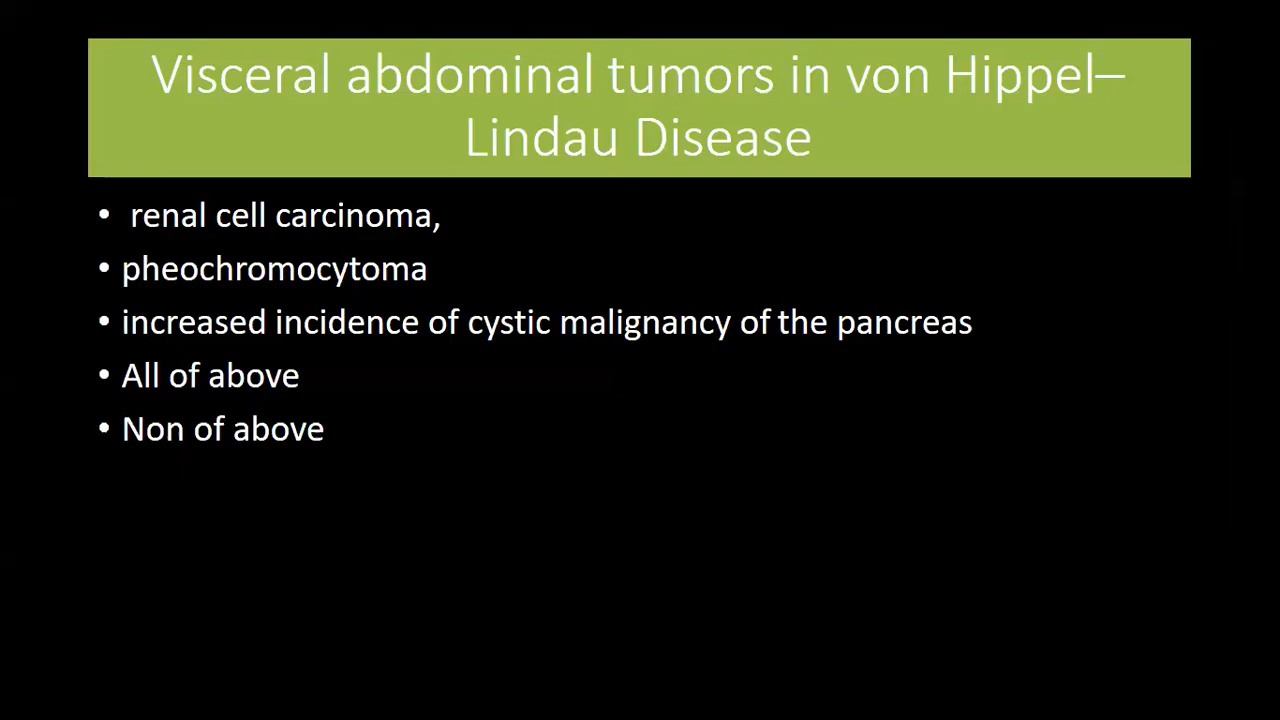 Visceral abdominal tumors in von Hippel–
Lindau Disease
• renal cell carcinoma,
• pheochromocytoma
• increased incidence of cystic malignancy of the pancreas
• All of above
• Non of above